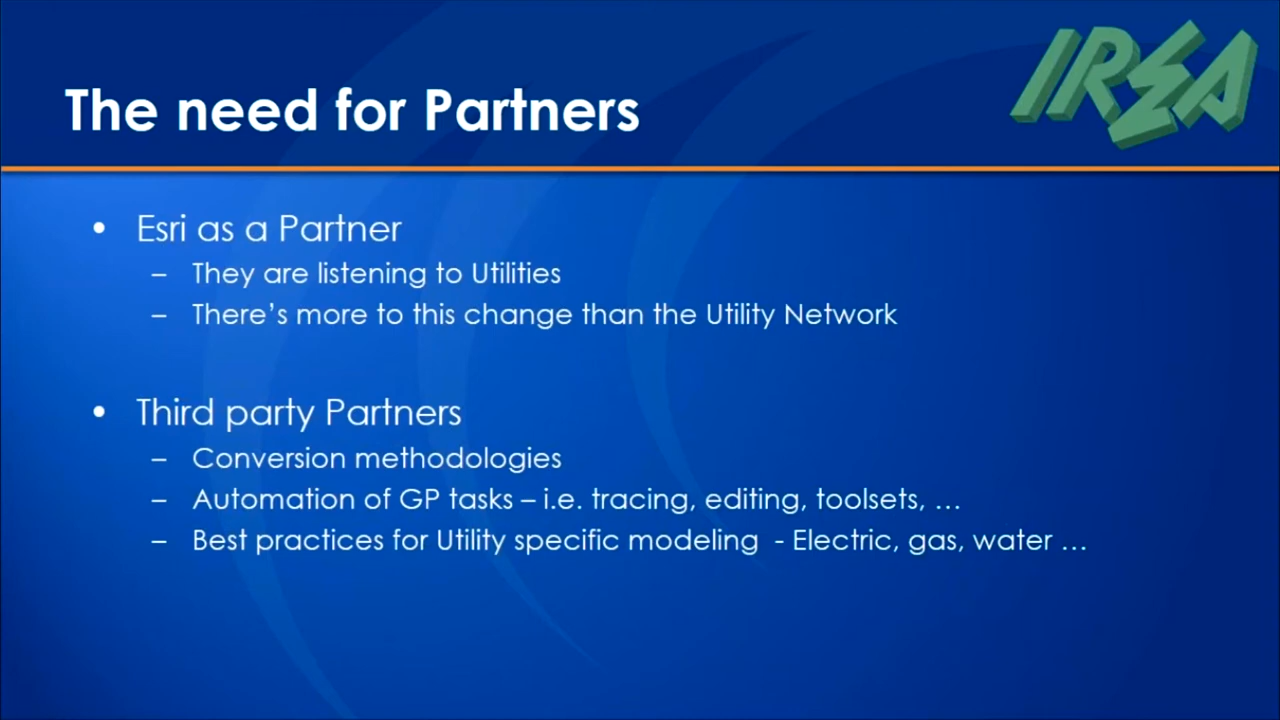 IREA
The need for Partners
• Esri as a Partner
– They are listening to Utilities
– There's more to this change than the Utility Network
• Third party Partners
– Conversion methodologies
– Automation of GP tasks – i.e. tracing, editing, toolsets, …
– Best practices for Utility specific modeling - Electric, gas, water …